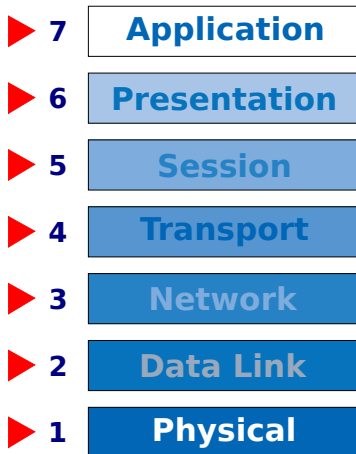 7 Application
6 Presentation
5 Session
4 Transport
3 Network
2 Data Link
1 Physical